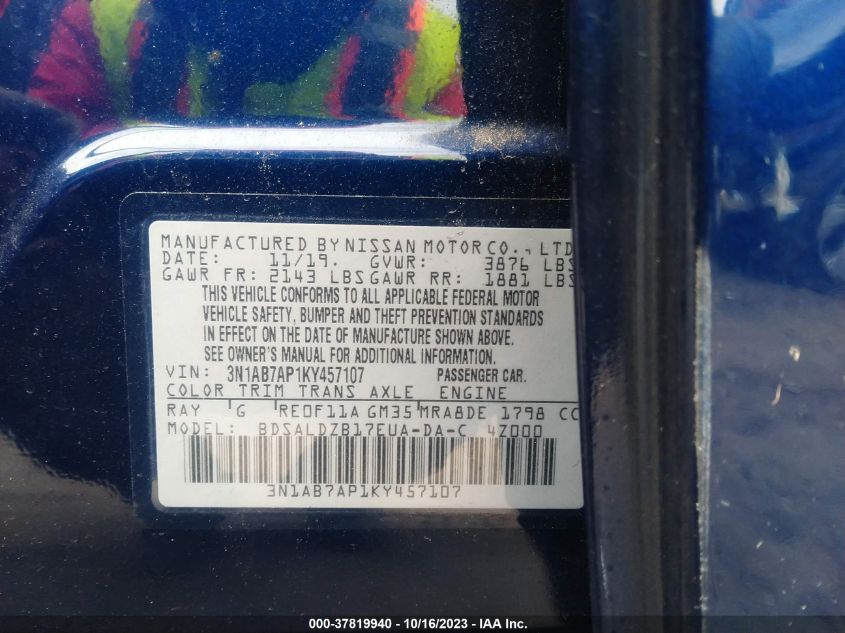 MANUFACTURED BY NISSAN MOTOR CO., LTD
DATE: 11/19. GVWR: 3876 LBS
GAWR FR: 2143 LBS GAWR RR: 1881 LBS
THIS VEHICLE CONFORMS TO ALL APPLICABLE FEDERAL MOTOR
VEHICLE SAFETY, BUMPER AND THEFT PREVENTION STANDARDS
IN EFFECT ON THE DATE OF MANUFACTURE SHOWN ABOVE.
SEE OWNER'S MANUAL FOR ADDITIONAL INFORMATION.
VIN: 3N1AB7AP1KY457107 PASSENGER CAR.
COLOR TRIM TRANS AXLE ENGINE
RAY G RE0F11A GM35 MRA8DE 1798 CC
MODEL: BDSALDZB17EUA-DA-C 4Z000
3N1AB7AP1KY457107
000-37819940 - 10/16/2023 - IAA Inc.